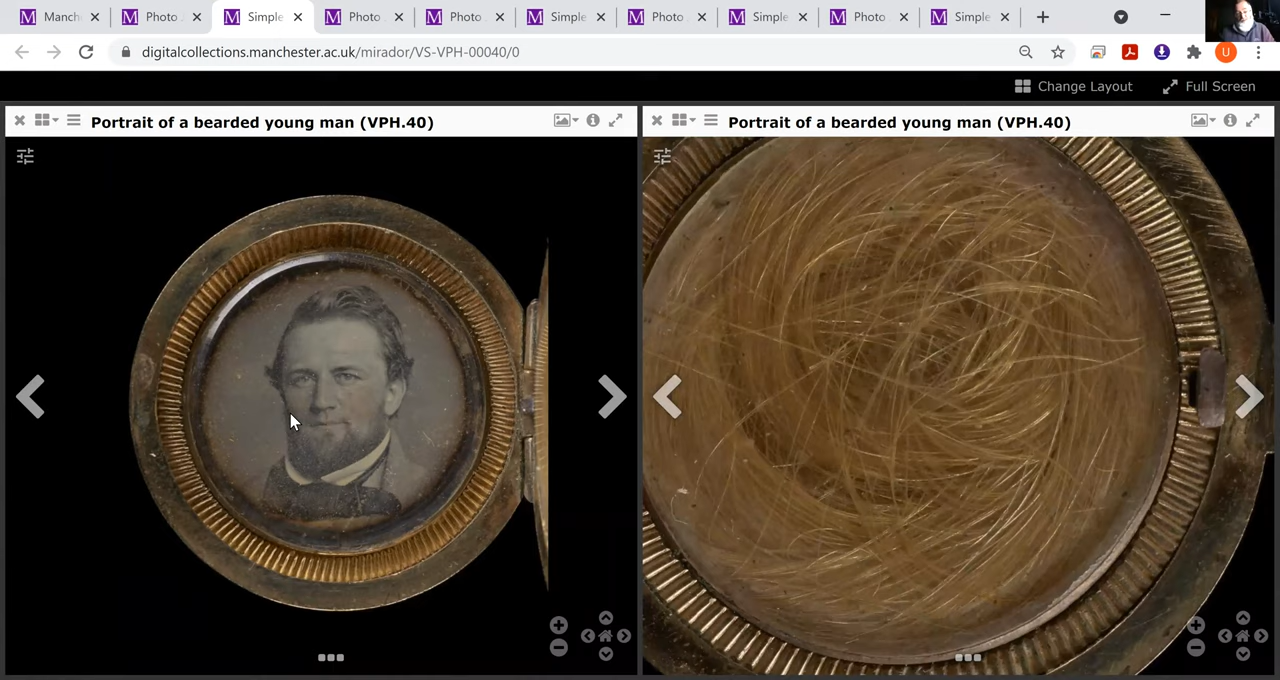 Manch
Photo
Simple
Photo
Photo
Simple
Photo
Simple
Photo
Simple
digitalcollections.manchester.ac.uk/mirador/VS-VPH-00040/0
U
Change Layout
Full Screen
Portrait of a bearded young man (VPH.40)
Portrait of a bearded young man (VPH.40)